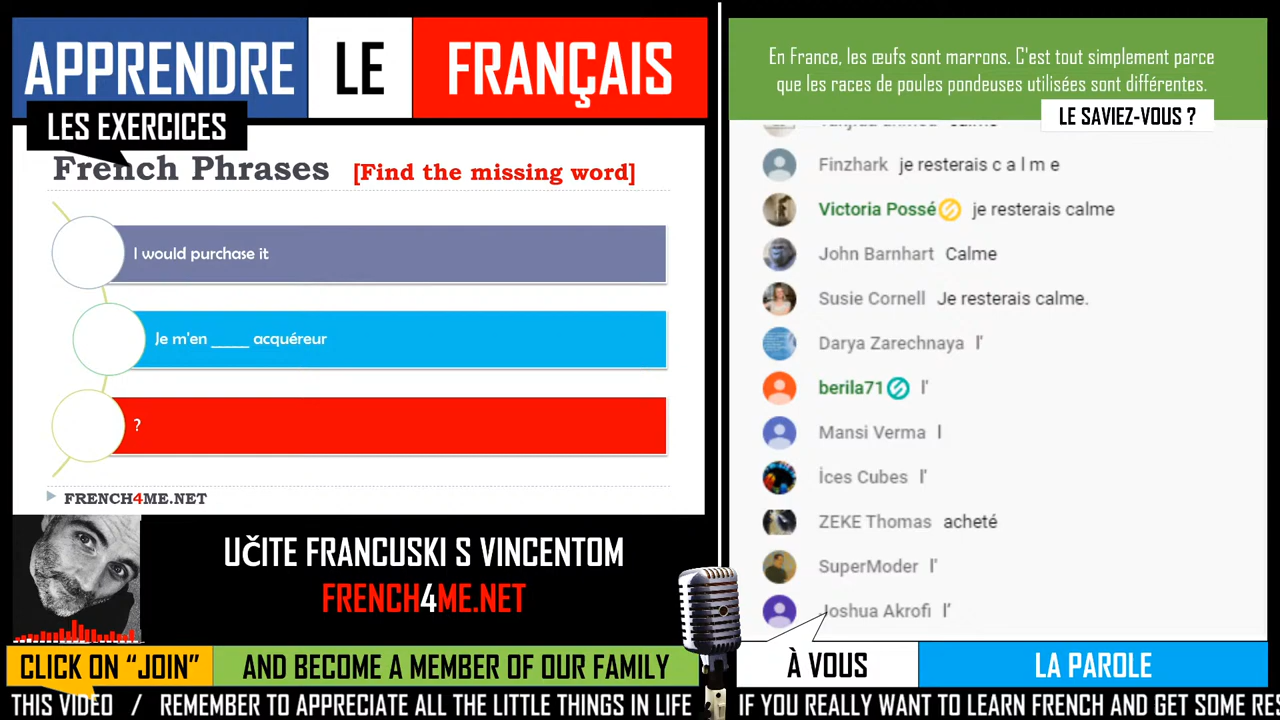 APPRENDRE LE FRANÇAIS
LES EXERCICES
French Phrases [Find the missing word]
I would purchase it
Je m'en _____ acquéreur
?
FRENCH4ME.NET
UČITE FRANCUSKI S VINCENTOM
FRENCH4ME.NET
CLICK ON “JOIN” AND BECOME A MEMBER OF OUR FAMILY
THIS VIDEO / REMEMBER TO APPRECIATE ALL THE LITTLE THINGS IN LIFE
En France, les œufs sont marrons. C'est tout simplement parce
que les races de poules pondeuses utilisées sont différentes.
LE SAVIEZ-VOUS ?
Finzhark je resterais c a l m e
Victoria Possé je resterais calme
John Barnhart Calme
Susie Cornell Je resterais calme.
Darya Zarechnaya l'
berila71 l'
Mansi Verma l
İces Cubes l'
ZEKE Thomas acheté
SuperModer l'
Joshua Akrofi l'
À VOUS LA PAROLE
IF YOU REALLY WANT TO LEARN FRENCH AND GET SOME